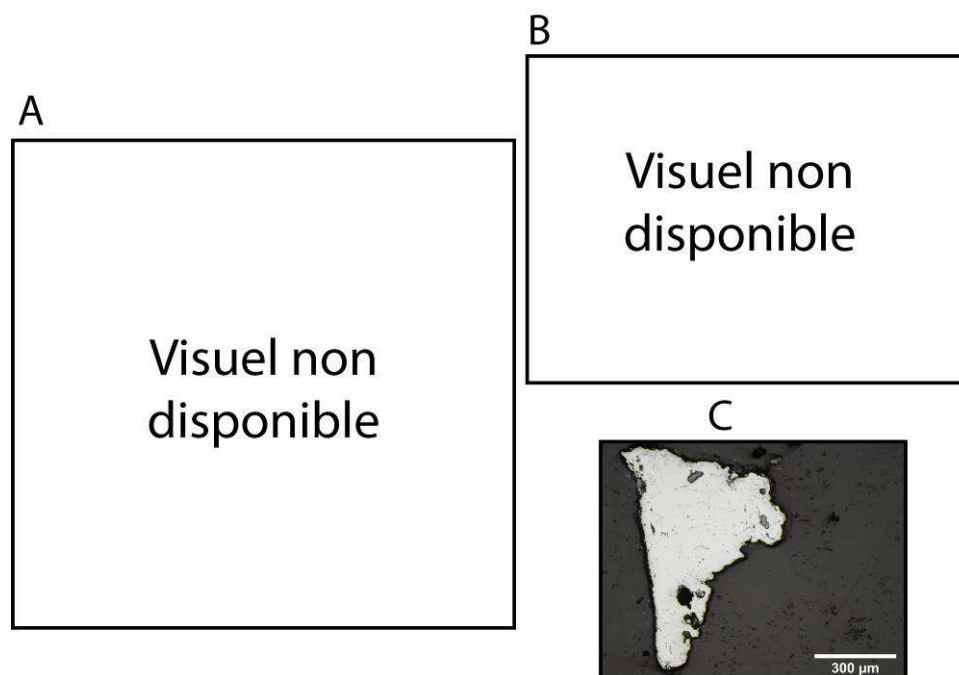 A
Visuel non
disponible
B
Visuel non
disponible
C
300 µm